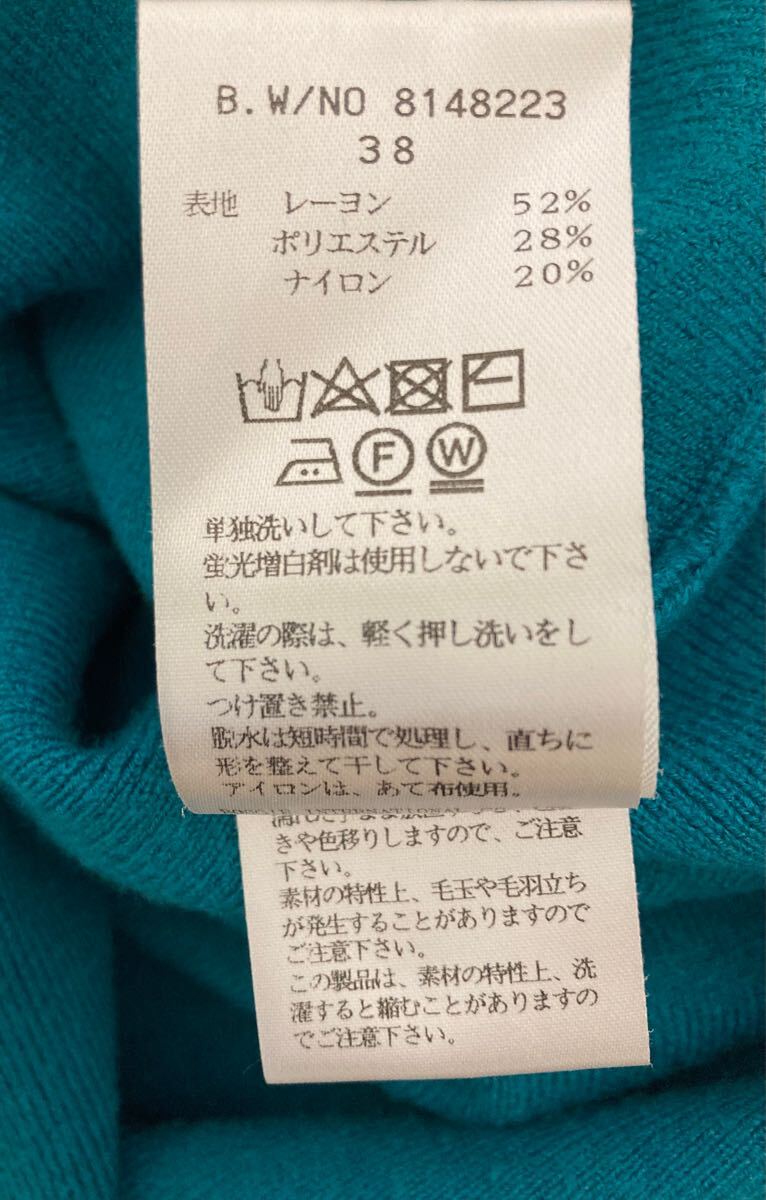 B.W/NO 8148223
38
表地 レーヨン 52%
ポリエステル 28%
ナイロン 20%
F W
単独洗いして下さい。
蛍光増白剤は使用しないで下さ
い。
洗濯の際は、軽く押し洗いをし
て下さい。
つけ置き禁止。
脱水は短時間で処理し、直ちに
形を整えて干して下さい。
アイロンは、あて布使用。
きや色移りしますので、ご注意
下さい。
素材の特性上、毛玉や毛羽立ち
が発生することがありますので
ご注意下さい。
この製品は、素材の特性上、洗
濯すると縮むことがありますの
でご注意下さい。